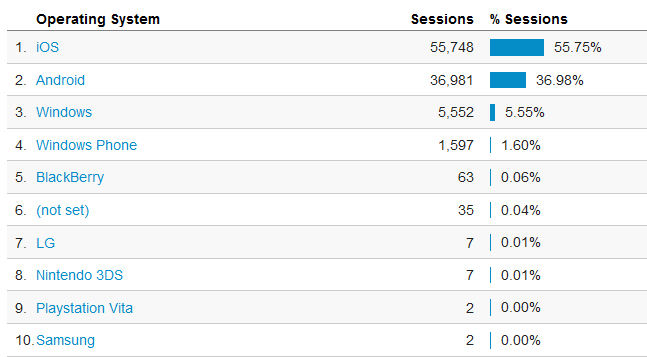 Operating System Sessions % Sessions
1. iOS 55,748 55.75%
2. Android 36,981 36.98%
3. Windows 5,552 5.55%
4. Windows Phone 1,597 1.60%
5. BlackBerry 63 0.06%
6. (not set) 35 0.04%
7. LG 7 0.01%
8. Nintendo 3DS 7 0.01%
9. Playstation Vita 2 0.00%
10. Samsung 2 0.00%